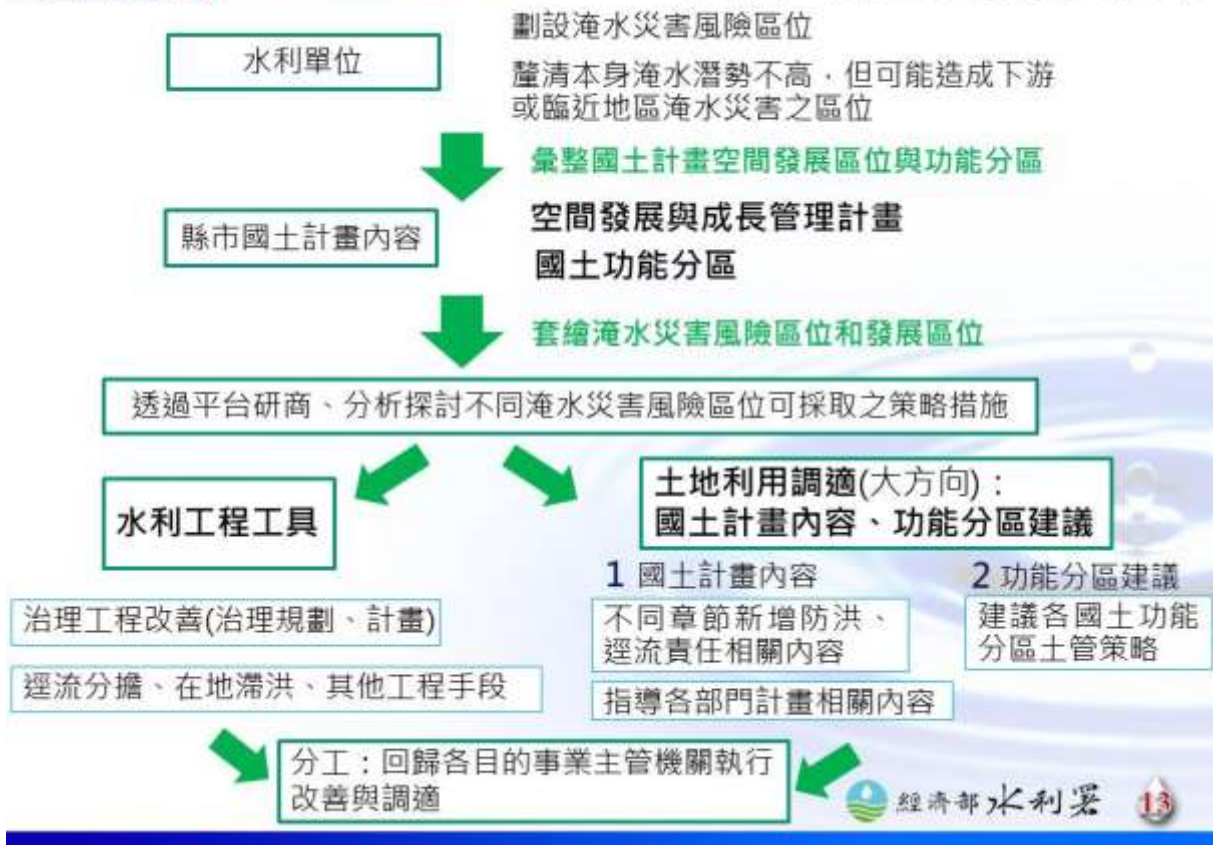 劃設淹水災害風險區位
水利單位
釐清本身淹水潛勢不高，但可能造成下游
或臨近地區淹水災害之區位
彙整國土計畫空間發展區位與功能分區
縣市國土計畫內容
空間發展與成長管理計畫
國土功能分區
套繪淹水災害風險區位和發展區位
透過平台研商、分析探討不同淹水災害風險區位可採取之策略措施
水利工程工具
土地利用調適(大方向)：
國土計畫內容、功能分區建議
1 國土計畫內容
2 功能分區建議
治理工程改善(治理規劃、計畫)
不同章節新增防洪、
逕流責任相關內容
建議各國土功能
分區土管策略
逕流分擔、在地滯洪、其他工程手段
指導各部門計畫相關內容
分工：回歸各目的事業主管機關執行
改善與調適
經濟部水利署
13